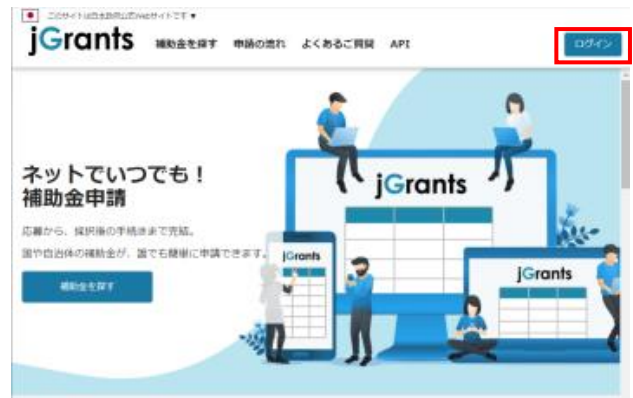 このサイトは日本政府公式Webサイトです ▼
jGrants 補助金を探す 申請の流れ よくあるご質問 API ログイン
ネットでいつでも！
補助金申請
応募から、採択後の手続きまで完結。
国や自治体の補助金が、誰でも簡単に申請できます。
補助金を探す
jGrants
jGrants
jGrants